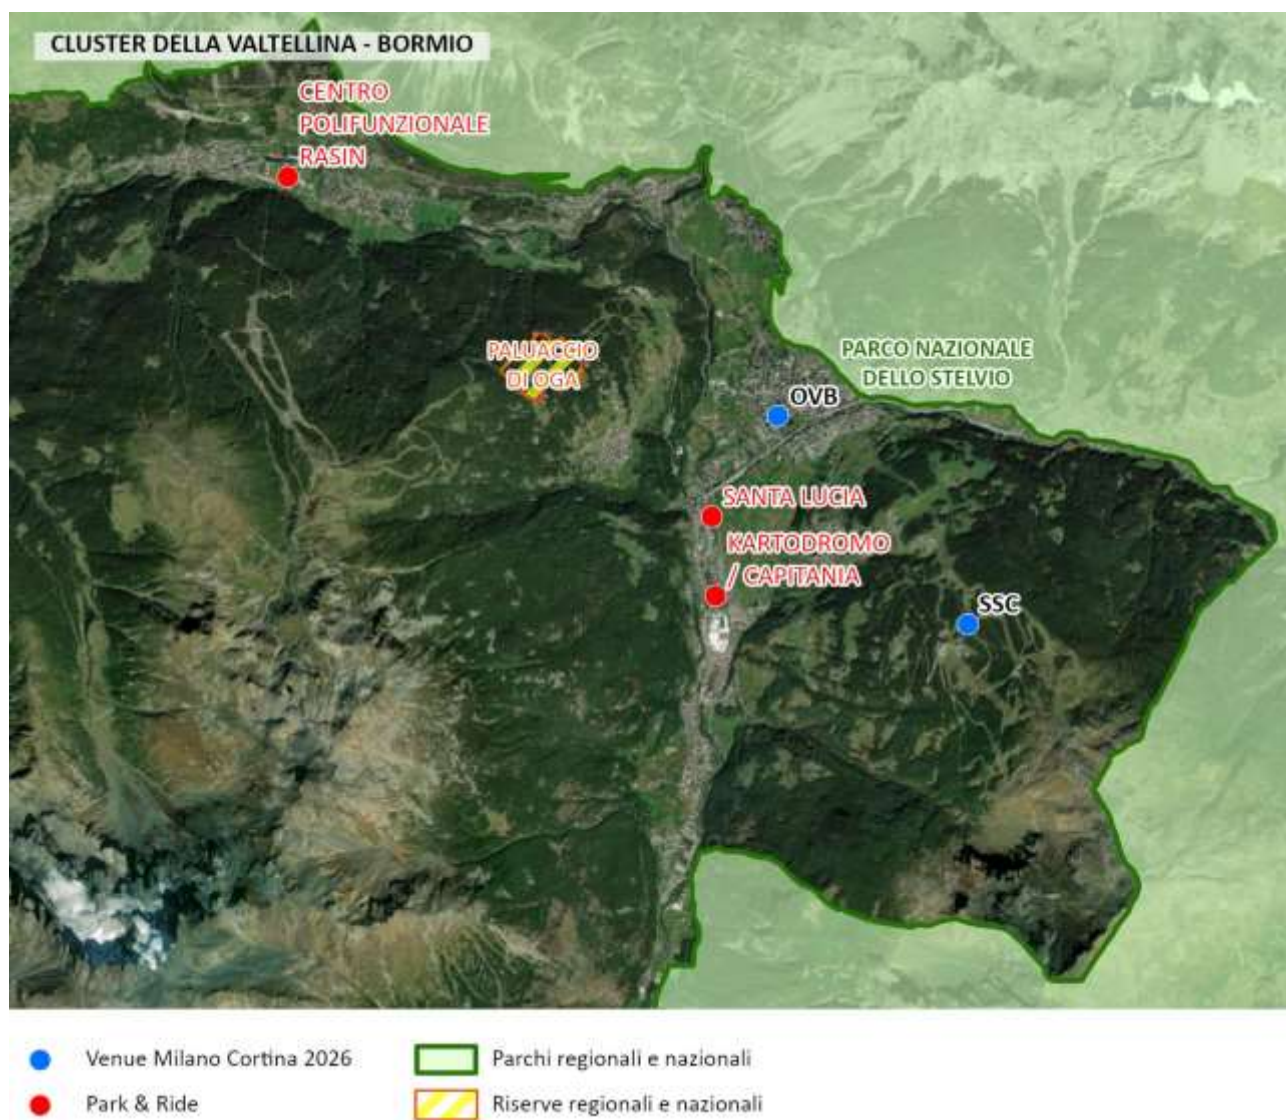 CLUSTER DELLA VALTELLINA - BORMIO
CENTRO
POLIFUNZIONALE
RASIN
PALUACCIO
DI OGA
PARCO NAZIONALE
DELLO STELVIO
OVB
SANTA LUCIA
KARTODROMO
/ CAPITANIA
SSC
Venue Milano Cortina 2026
Parchi regionali e nazionali
Park & Ride
Riserve regionali e nazionali